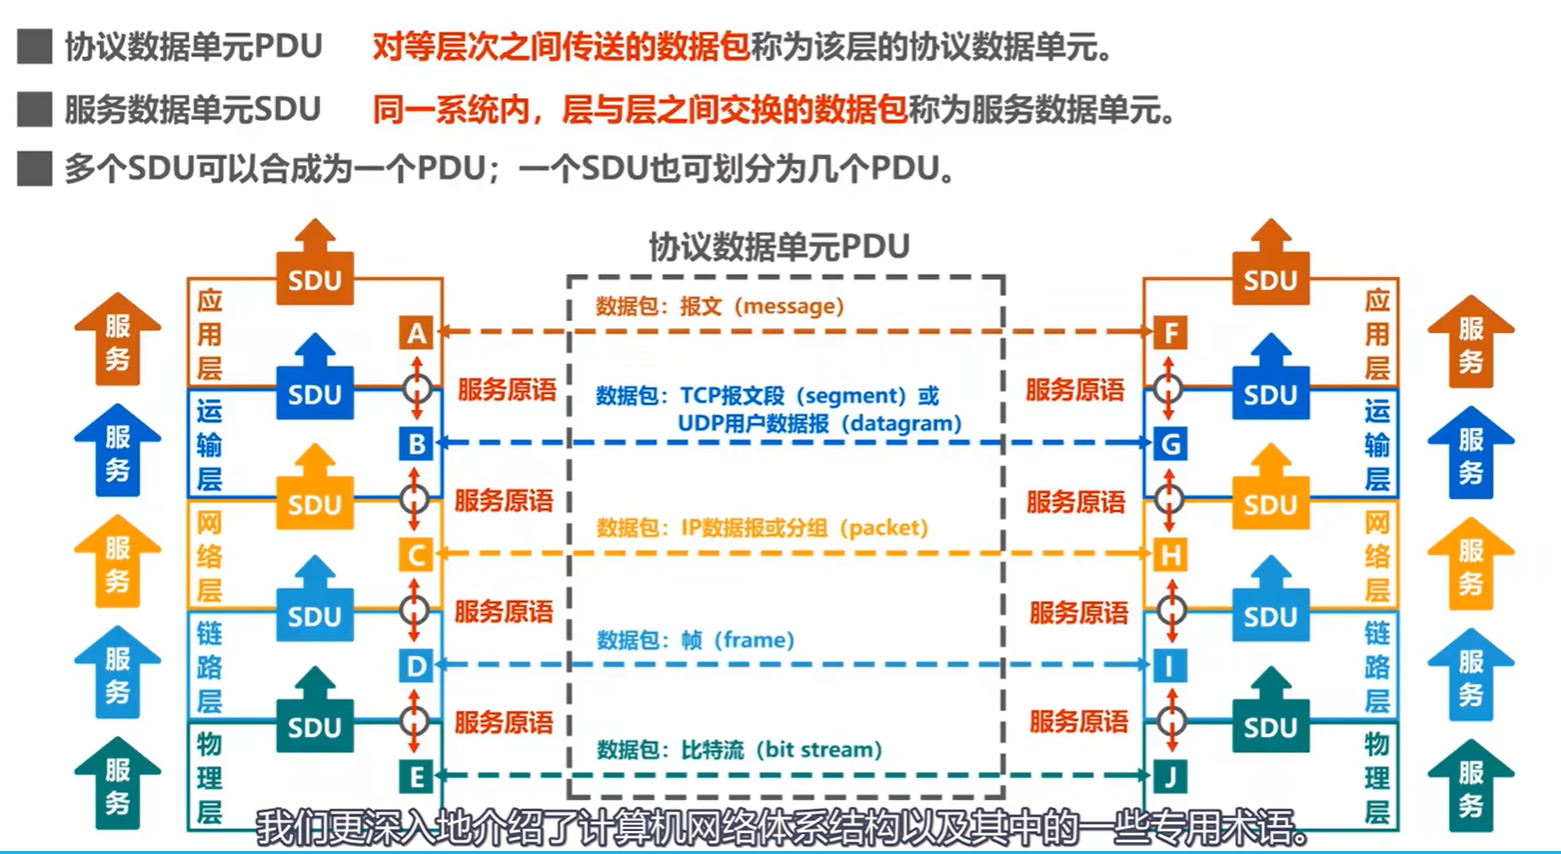 协议数据单元PDU 对等层次之间传送的数据包称为该层的协议数据单元。
服务数据单元SDU 同一系统内，层与层之间交换的数据包称为服务数据单元。
多个SDU可以合成为一个PDU；一个SDU也可划分为几个PDU。
协议数据单元PDU
SDU
SDU
服务
应用层
A
数据包：报文（message）
F
应用层
服务
服务原语
服务原语
SDU
数据包：TCP报文段（segment）或
UDP用户数据报（datagram）
SDU
服务
运输层
B
G
运输层
服务
服务原语
服务原语
SDU
数据包：IP数据报或分组（packet）
SDU
服务
网络层
C
H
网络层
服务
服务原语
服务原语
SDU
数据包：帧（frame）
SDU
服务
链路层
D
I
链路层
服务
服务原语
服务原语
SDU
数据包：比特流（bit stream）
SDU
服务
物理层
E
J
物理层
服务
我们更深入地介绍了计算机网络体系结构以及其中的一些专用术语。